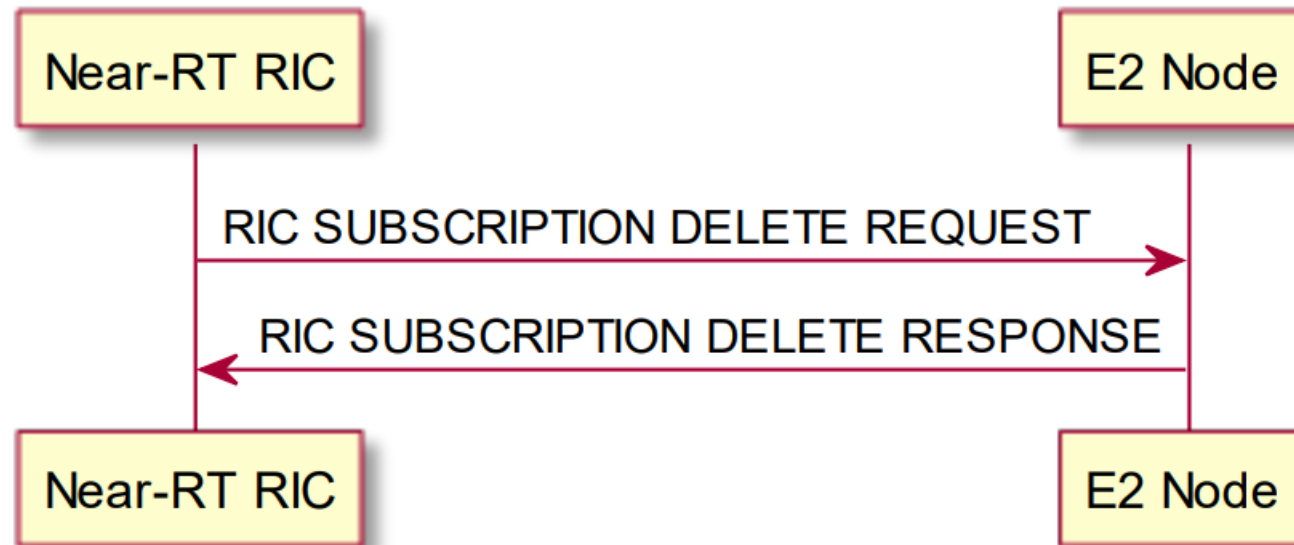 Near-RT RIC
E2 Node
RIC SUBSCRIPTION DELETE REQUEST
RIC SUBSCRIPTION DELETE RESPONSE
Near-RT RIC
E2 Node